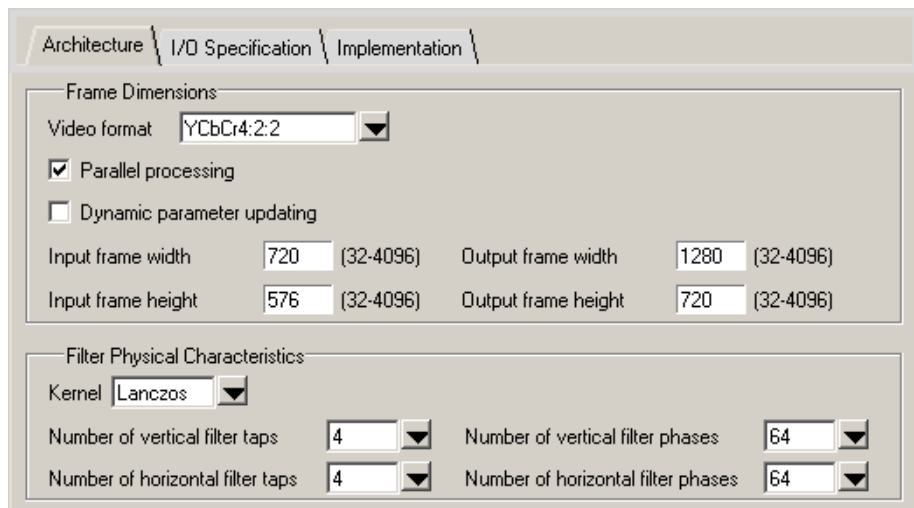 Architecture I/O Specification Implementation
Frame Dimensions
Video format YCbCr4:2:2
Parallel processing
Dynamic parameter updating
Input frame width 720 (32-4096) Output frame width 1280 (32-4096)
Input frame height 576 (32-4096) Output frame height 720 (32-4096)
Filter Physical Characteristics
Kernel Lanczos
Number of vertical filter taps 4 Number of vertical filter phases 64
Number of horizontal filter taps 4 Number of horizontal filter phases 64